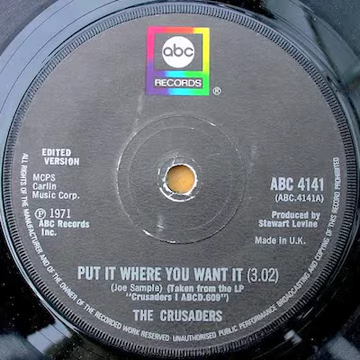 abc
RECORDS
®
EDITED
VERSION
MCPS
Carlin
Music Corp.
℗ 1971
ABC Records
Inc.
ABC 4141
(ABC.4141A)
Produced by
Stewart Levine
Made in U.K.
PUT IT WHERE YOU WANT IT (3.02)
(Joe Sample) (Taken from the LP
"Crusaders I ABCD.609")
THE CRUSADERS
ALL RIGHTS OF THE MANUFACTURER AND OF THE OWNER OF THE RECORDED WORK RESERVED · UNAUTHORISED PUBLIC PERFORMANCE BROADCASTING AND COPYING OF THIS RECORD PROHIBITED